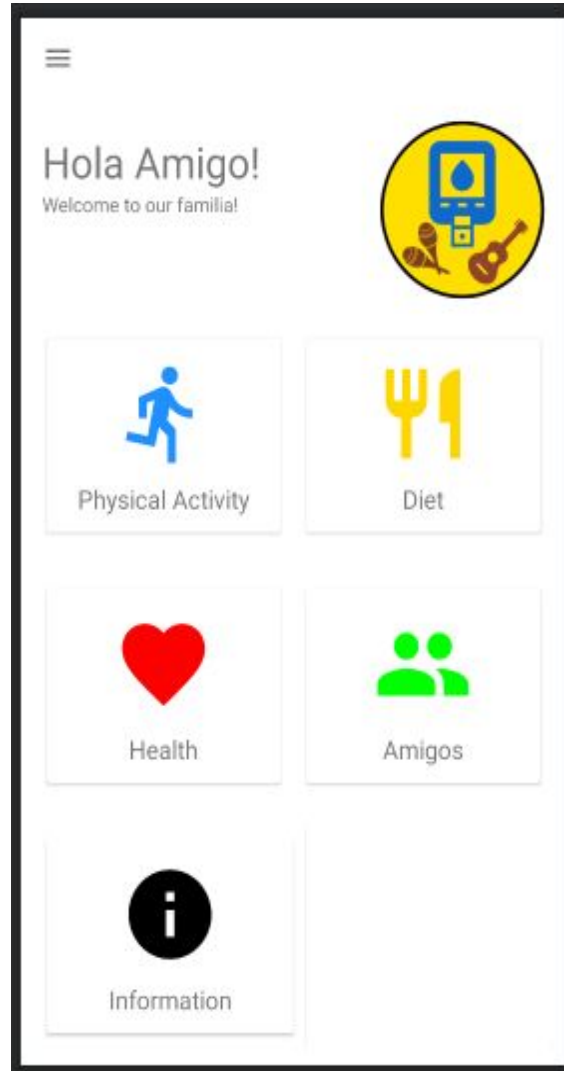 Hola Amigo!
Welcome to our familia!
Physical Activity
Diet
Health
Amigos
Information